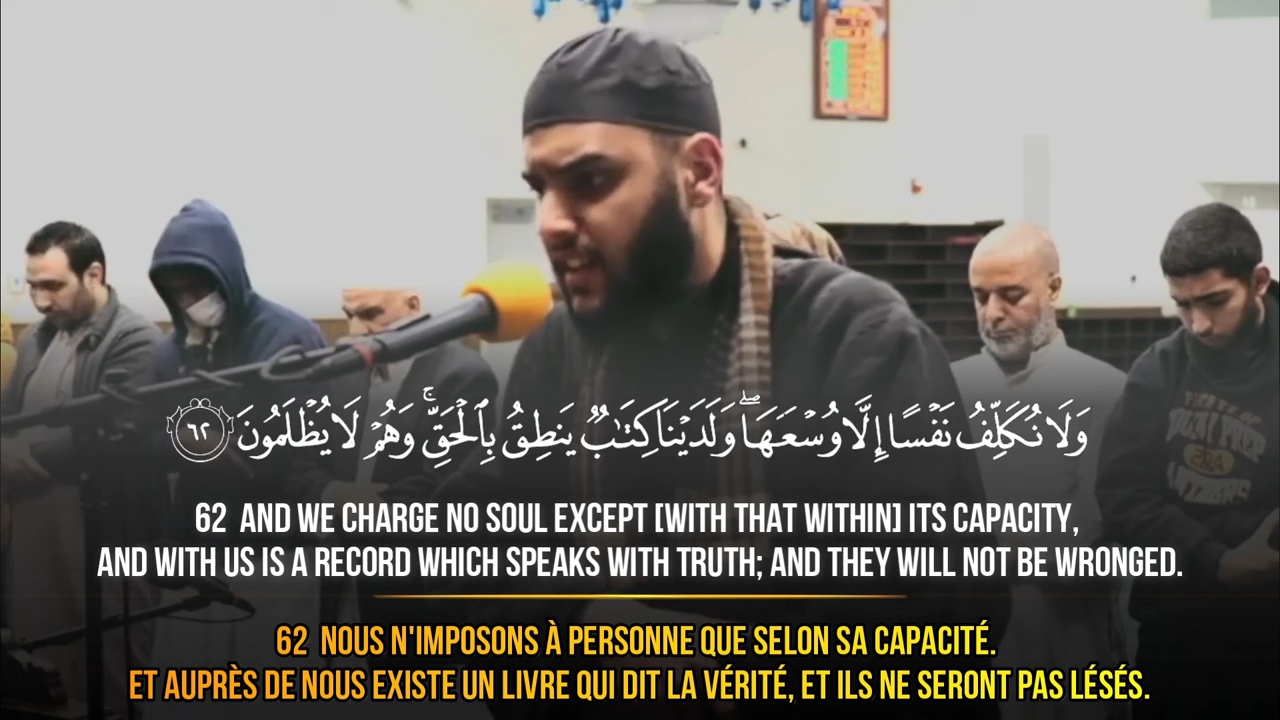 وَلَا نُكَلِّفُ نَفْسًا إِلَّا وُسْعَهَا ۖ وَلَدَيْنَا كِتَٰبٌ يَنطِقُ بِٱلْحَقِّ ۚ وَهُمْ لَا يُظْلَمُونَ ٦٢
62 AND WE CHARGE NO SOUL EXCEPT [WITH THAT WITHIN] ITS CAPACITY,
AND WITH US IS A RECORD WHICH SPEAKS WITH TRUTH; AND THEY WILL NOT BE WRONGED.
62 NOUS N'IMPOSONS À PERSONNE QUE SELON SA CAPACITÉ.
ET AUPRÈS DE NOUS EXISTE UN LIVRE QUI DIT LA VÉRITÉ, ET ILS NE SERONT PAS LÉSÉS.